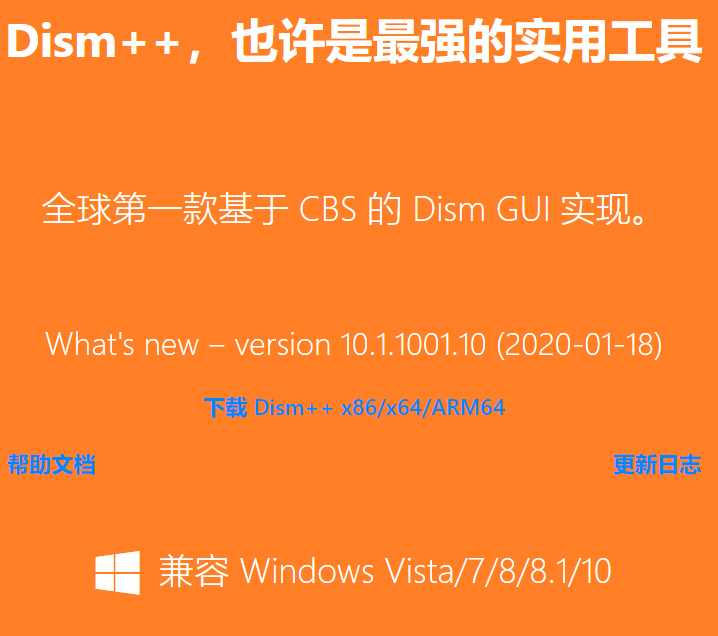 Dism++，也许是最强的实用工具
全球第一款基于 CBS 的 Dism GUI 实现。
What's new – version 10.1.1001.10 (2020-01-18)
下载 Dism++ x86/x64/ARM64
帮助文档 更新日志
兼容 Windows Vista/7/8/8.1/10